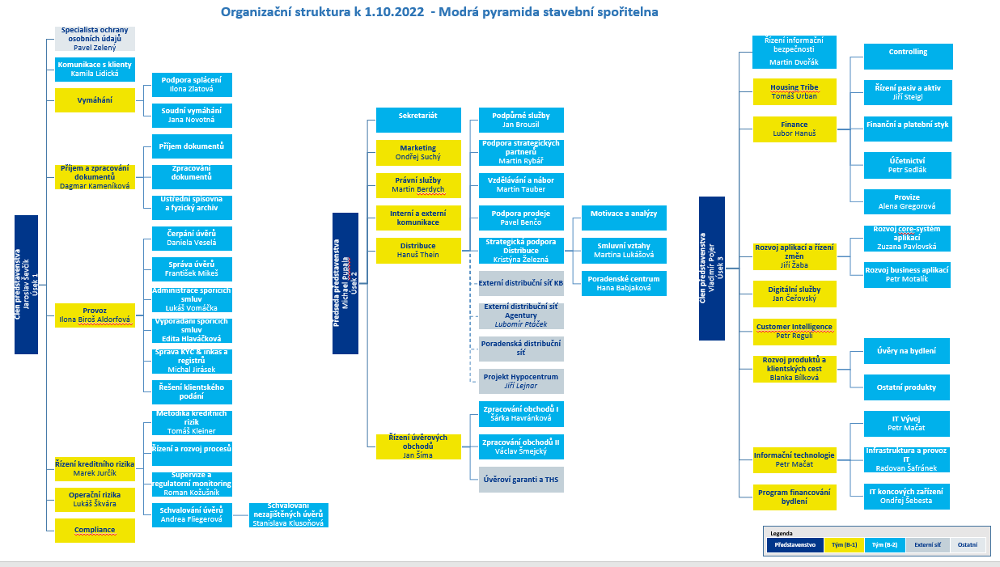 Organizační struktura k 1.10.2022 - Modrá pyramida stavební spořitelna
Člen představenstva
Jaroslav Ševčík
Úsek 1
Specialista ochrany
osobních údajů
Pavel Zelený
Komunikace s klienty
Kamila Lidická
Vymáhání
Podpora splácení
Ilona Zlatová
Soudní vymáhání
Jana Novotná
Příjem a zpracování
dokumentů
Dagmar Kameníková
Příjem dokumentů
Zpracování
dokumentů
Ústřední spisovna
a fyzický archiv
Provoz
Ilona Biroš Aldorfová
Čerpání úvěrů
Daniela Veselá
Správa úvěrů
František Mikeš
Administrace spořicích
smluv
Lukáš Vomáčka
Vypořádání spořicích
smluv
Edita Hlaváčková
Správa KYC & inkas a
registrů
Michal Jirásek
Řešení klientského
podání
Řízení kreditního rizika
Marek Jurčík
Metodika kreditních
rizik
Tomáš Kleiner
Řízení a rozvoj procesů
Supervize a
regulatorní monitoring
Roman Kožušník
Schvalování úvěrů
Andrea Fliegerová
Schvalování
nezajištěných úvěrů
Stanislava Klusoňová
Operační rizika
Lukáš Škvára
Compliance
Předseda představenstva
Michael Pupala
Úsek 2
Sekretariát
Marketing
Ondřej Suchý
Právní služby
Martin Berdych
Interní a externí
komunikace
Distribuce
Hanuš Thein
Podpůrné služby
Jan Brousil
Podpora strategických
partnerů
Martin Rybář
Vzdělávání a nábor
Martin Tauber
Podpora prodeje
Pavel Benčo
Strategická podpora
Distribuce
Kristýna Železná
Motivace a analýzy
Smluvní vztahy
Martina Lukášová
Poradenské centrum
Hana Babjaková
Externí distribuční síť KB
Externí distribuční síť
Agentury
Lubomír Ptáček
Poradenská distribuční
síť
Projekt Hypocentrum
Jiří Lejnar
Řízení úvěrových
obchodů
Jan Šíma
Zpracování obchodů I
Šárka Havránková
Zpracování obchodů II
Václav Šmejcký
Úvěroví garanti a THS
Člen představenstva
Vladimír Pojer
Úsek 3
Řízení informační
bezpečnosti
Martin Dvořák
Housing Tribe
Tomáš Urban
Finance
Lubor Hanuš
Controlling
Řízení pasiv a aktiv
Jiří Steigl
Finanční a platební styk
Účetnictví
Petr Sedlák
Provize
Alena Gregorová
Rozvoj aplikací a řízení
změn
Jiří Žaba
Rozvoj core-systém
aplikací
Zuzana Pavlovská
Rozvoj business aplikací
Petr Motalík
Digitální služby
Jan Čeřovský
Customer Intelligence
Petr Reguli
Rozvoj produktů a
klientských cest
Blanka Bílková
Úvěry na bydlení
Ostatní produkty
Informační technologie
Petr Mačat
IT Vývoj
Petr Mačat
Infrastruktura a provoz
IT
Radovan Šafránek
IT koncových zařízení
Ondřej Šebesta
Program financování
bydlení
Legenda
Představenstvo
Tým (B-1)
Tým (B-2)
Externí síť
Ostatní